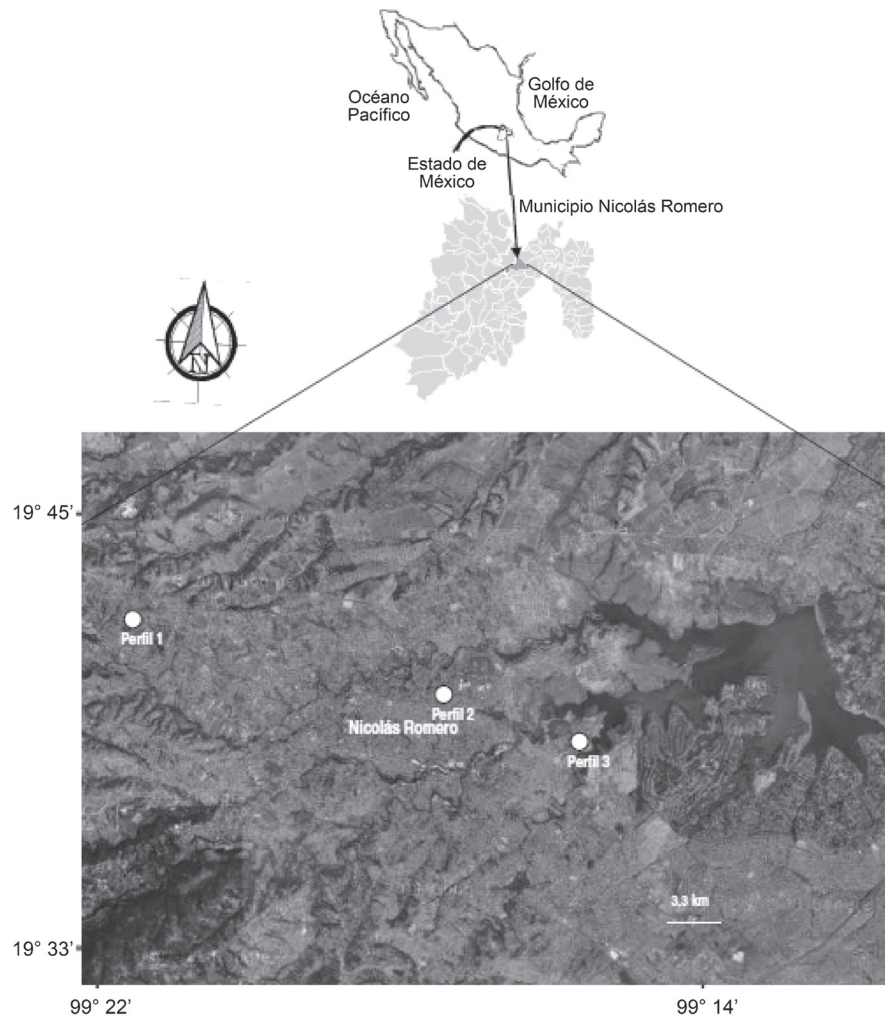 Océano
Pacífico
Golfo de
México
Estado de
México
Municipio Nicolás Romero
N
19° 45’
Perfil 1
Perfil 2
Nicolás Romero
Perfil 3
3,3 km
19° 33’
99° 22’
99° 14’